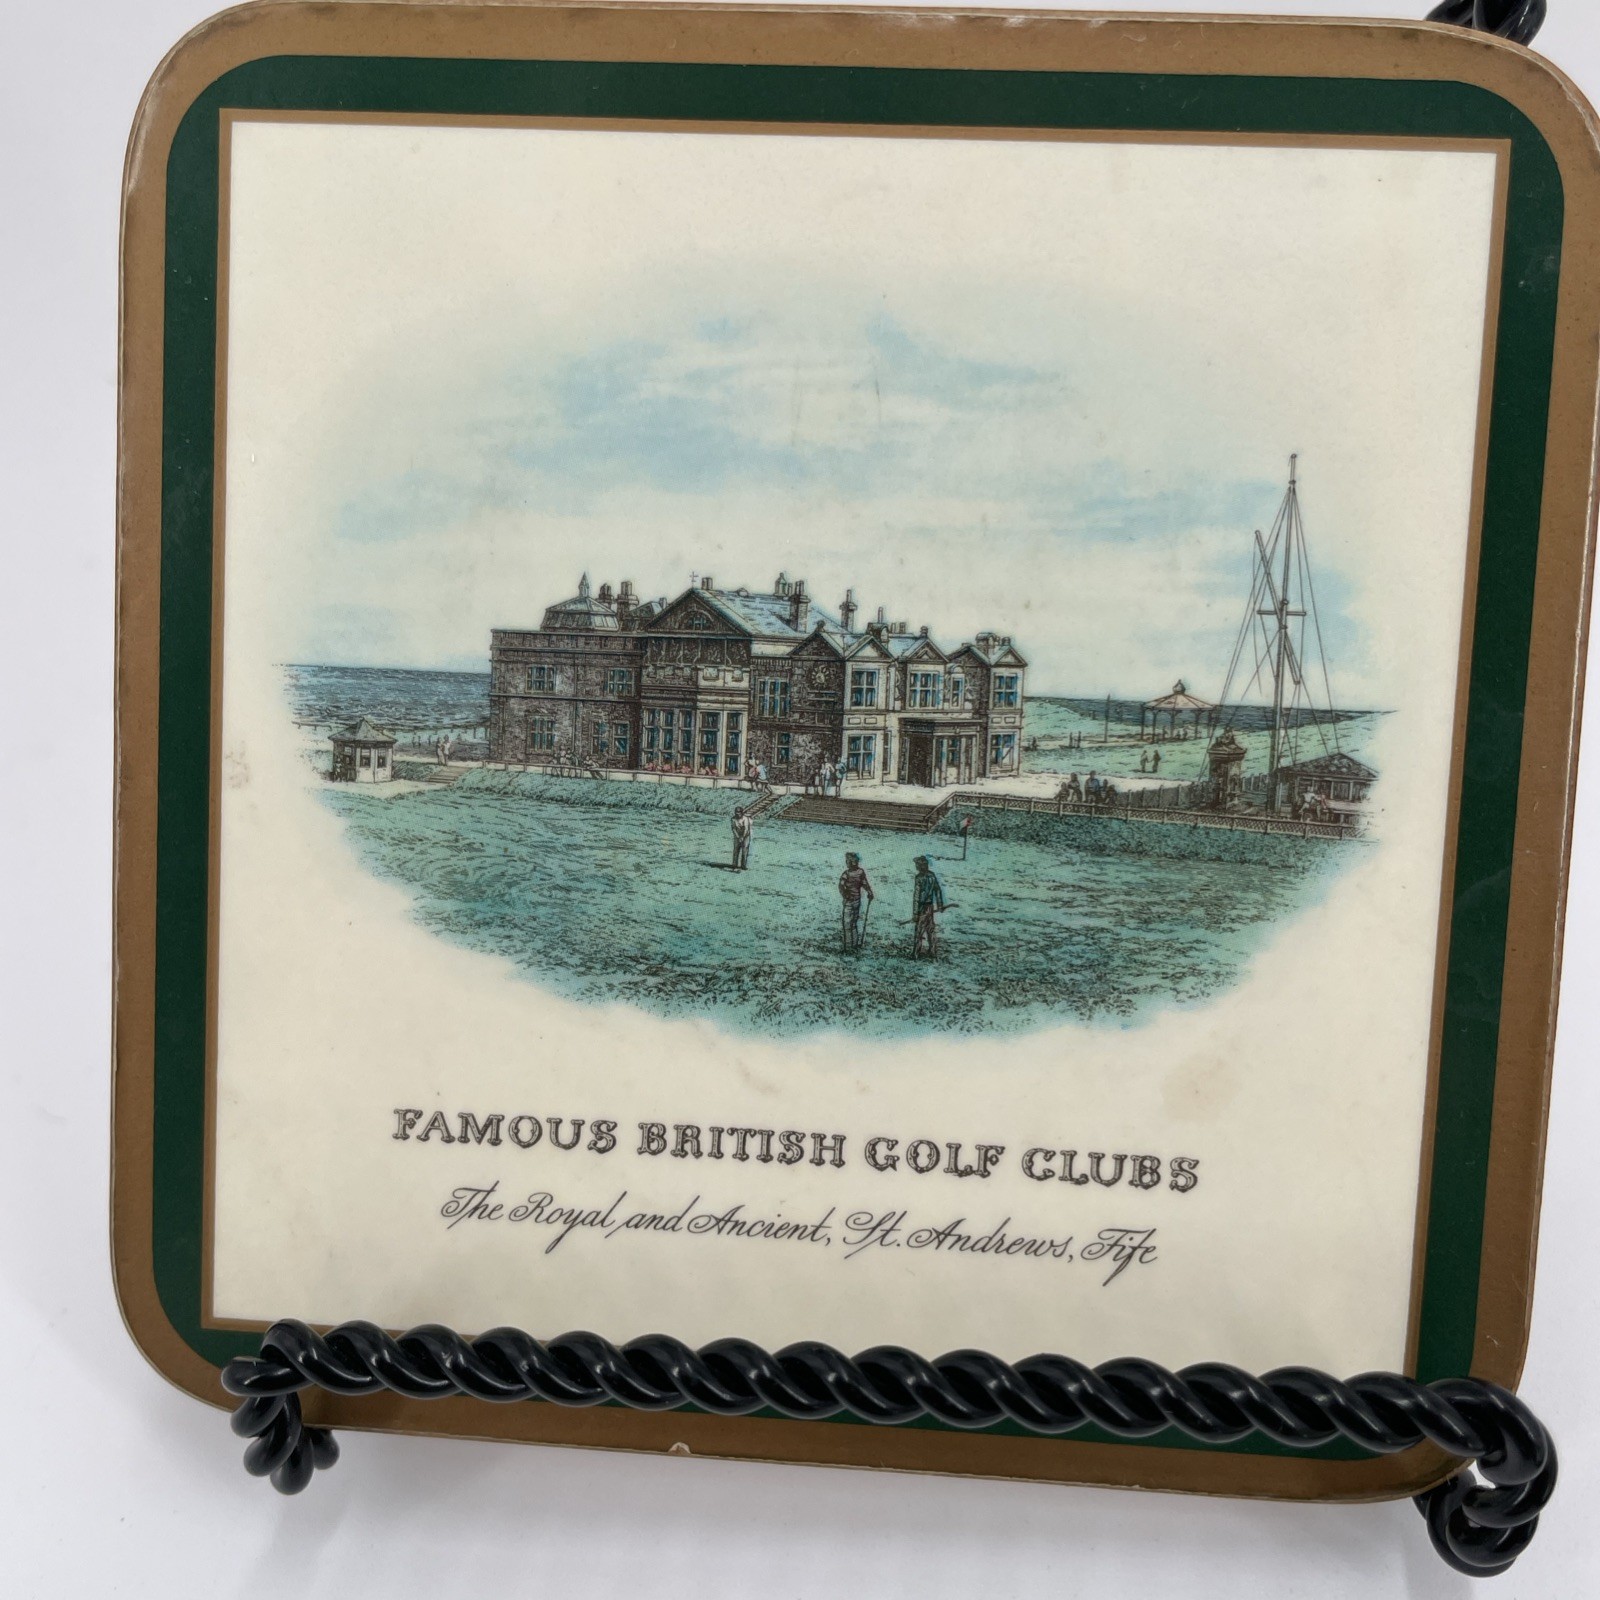 FAMOUS BRITISH GOLF CLUBS
The Royal and Ancient, St. Andrews, Fife